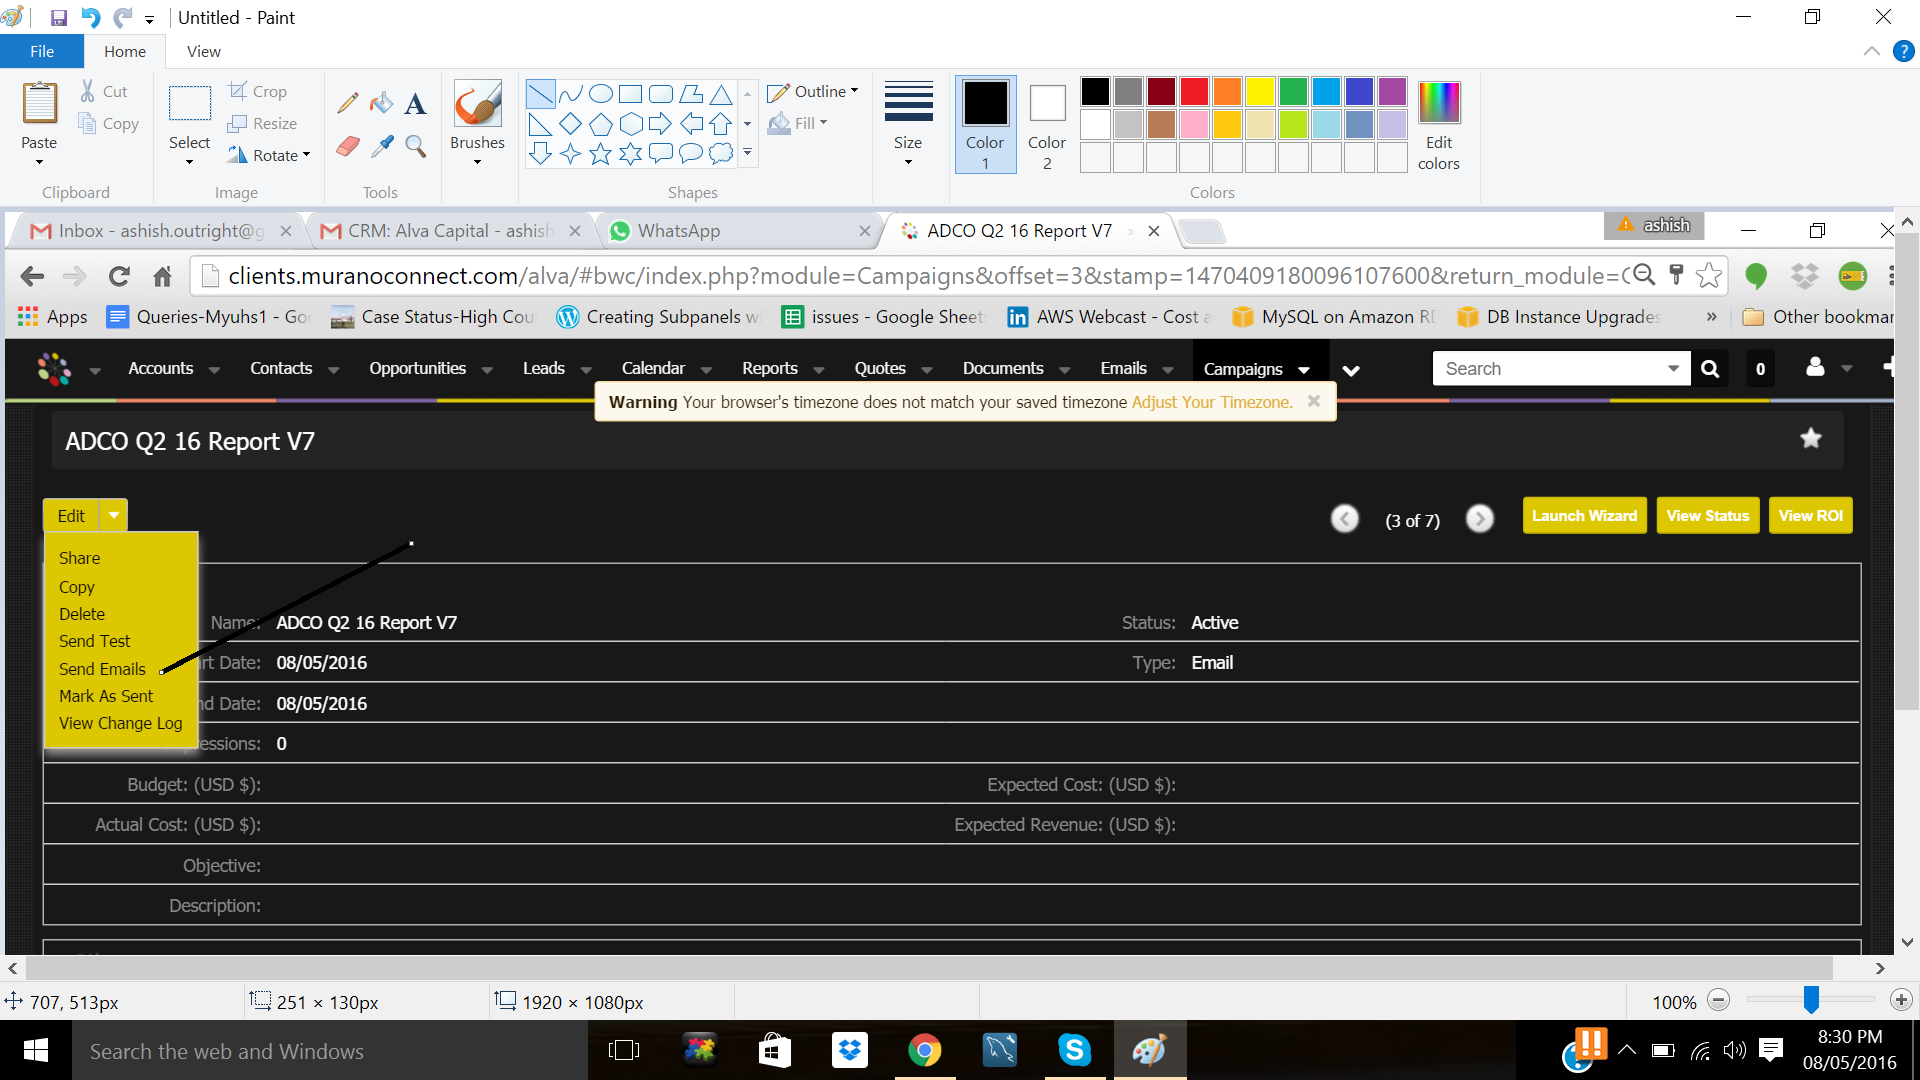 Untitled - Paint
File Home View
Paste
Cut
Copy
Clipboard
Select
Crop
Resize
Rotate
Image
Tools
Brushes
Shapes
Outline
Fill
Size
Color 1
Color 2
Edit colors
Colors
Inbox - ashish.outright@g
CRM: Alva Capital - ashish
WhatsApp
ADCO Q2 16 Report V7
ashish
clients.muranoconnect.com/alva/#bwc/index.php?module=Campaigns&offset=3&stamp=1470409180096107600&return_module=C
Apps Queries-Myuhs1 - Go Case Status-High Cou Creating Subpanels wi issues - Google Sheet AWS Webcast - Cost a MySQL on Amazon RD DB Instance Upgrades » Other bookmar
Accounts Contacts Opportunities Leads Calendar Reports Quotes Documents Emails Campaigns Search 0
Warning Your browser's timezone does not match your saved timezone Adjust Your Timezone.
ADCO Q2 16 Report V7
Edit
(3 of 7)
Launch Wizard View Status View ROI
Share
Copy
Delete
Send Test
Send Emails
Mark As Sent
View Change Log
Name: ADCO Q2 16 Report V7 Status: Active
rt Date: 08/05/2016 Type: Email
nd Date: 08/05/2016
essions: 0
Budget: (USD $): Expected Cost: (USD $):
Actual Cost: (USD $): Expected Revenue: (USD $):
Objective:
Description:
707, 513px 251 × 130px 1920 × 1080px 100%
Search the web and Windows
8:30 PM
08/05/2016